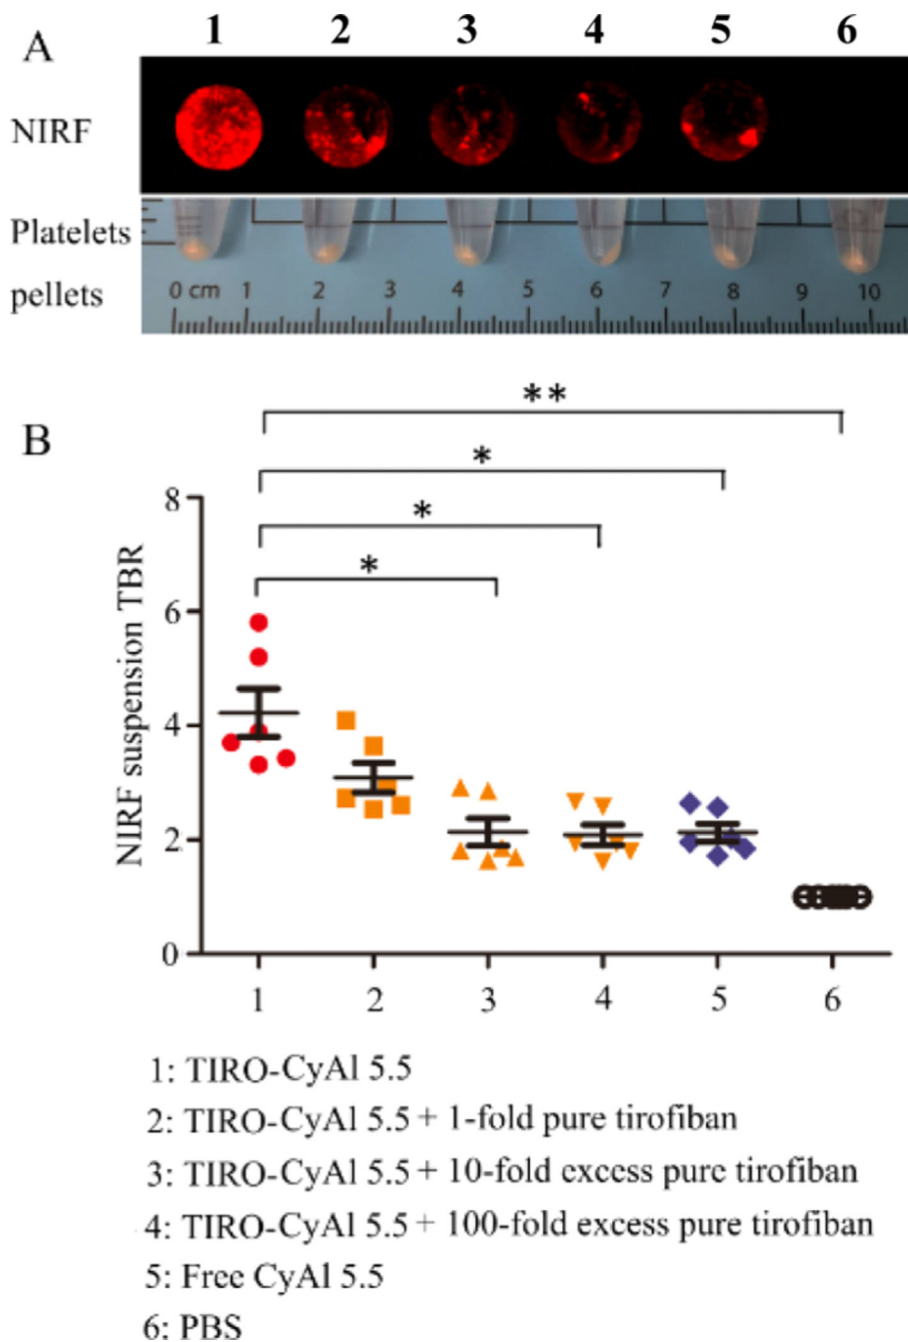 A
1 2 3 4 5 6
NIRF
Platelets
pellets
0 cm 1 2 3 4 5 6 7 8 9 10
B
**
*
*
*
8
6
4
2
0
NIRF suspension TBR
1 2 3 4 5 6
1: TIRO-CyAl 5.5
2: TIRO-CyAl 5.5 + 1-fold pure tirofiban
3: TIRO-CyAl 5.5 + 10-fold excess pure tirofiban
4: TIRO-CyAl 5.5 + 100-fold excess pure tirofiban
5: Free CyAl 5.5
6: PBS